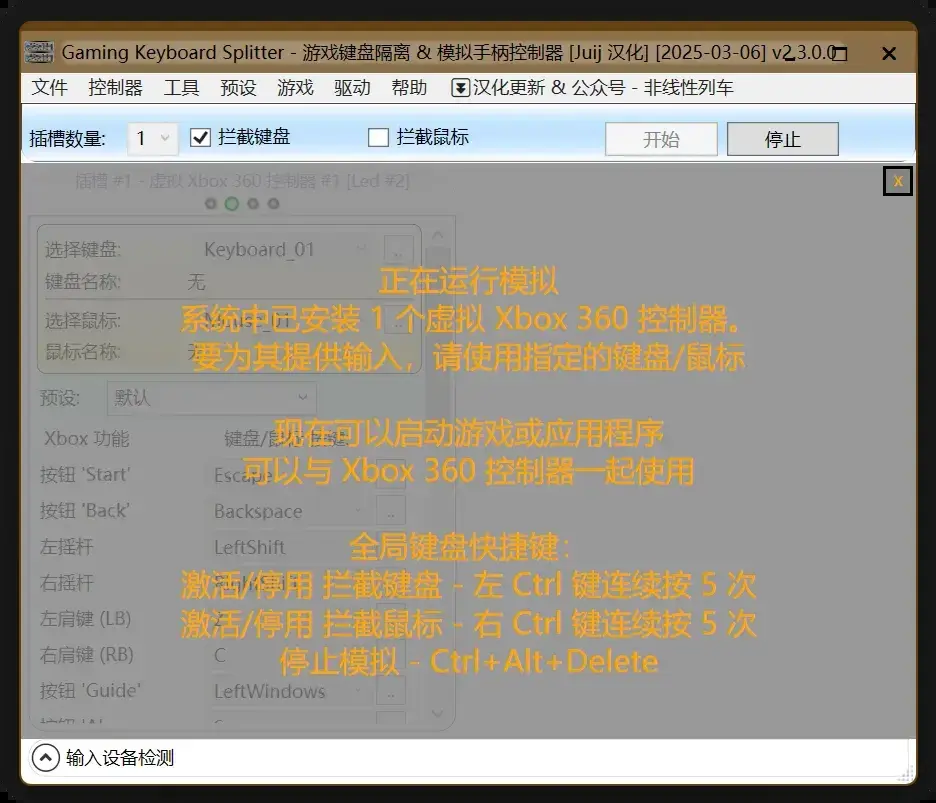 Gaming Keyboard Splitter - 游戏键盘隔离 & 模拟手柄控制器 [Juij 汉化] [2025-03-06] v2.3.0.0
文件 控制器 工具 预设 游戏 驱动 帮助 汉化更新 & 公众号 - 非线性列车
插槽数量: 1 拦截键盘 拦截鼠标 开始 停止
插槽 #1 - 虚拟 Xbox 360 控制器 #1 [Led #2]
X
选择键盘: Keyboard_01 ..
键盘名称: 无
正在运行模拟
选择鼠标: Mouse_01 ..
系统中已安装 1 个虚拟 Xbox 360 控制器。
鼠标名称: 无
要为其提供输入，请使用指定的键盘/鼠标
预设: 默认
现在可以启动游戏或应用程序
Xbox 功能 键盘/鼠标按键
可以与 Xbox 360 控制器一起使用
按钮 'Start' Escape
按钮 'Back' Backspace ..
左摇杆 LeftShift
全局键盘快捷键：
右摇杆
激活/停用 拦截键盘 - 左 Ctrl 键连续按 5 次
左肩键 (LB)
激活/停用 拦截鼠标 - 右 Ctrl 键连续按 5 次
右肩键 (RB) C
停止模拟 - Ctrl+Alt+Delete
按钮 'Guide' LeftWindows ..
输入设备检测